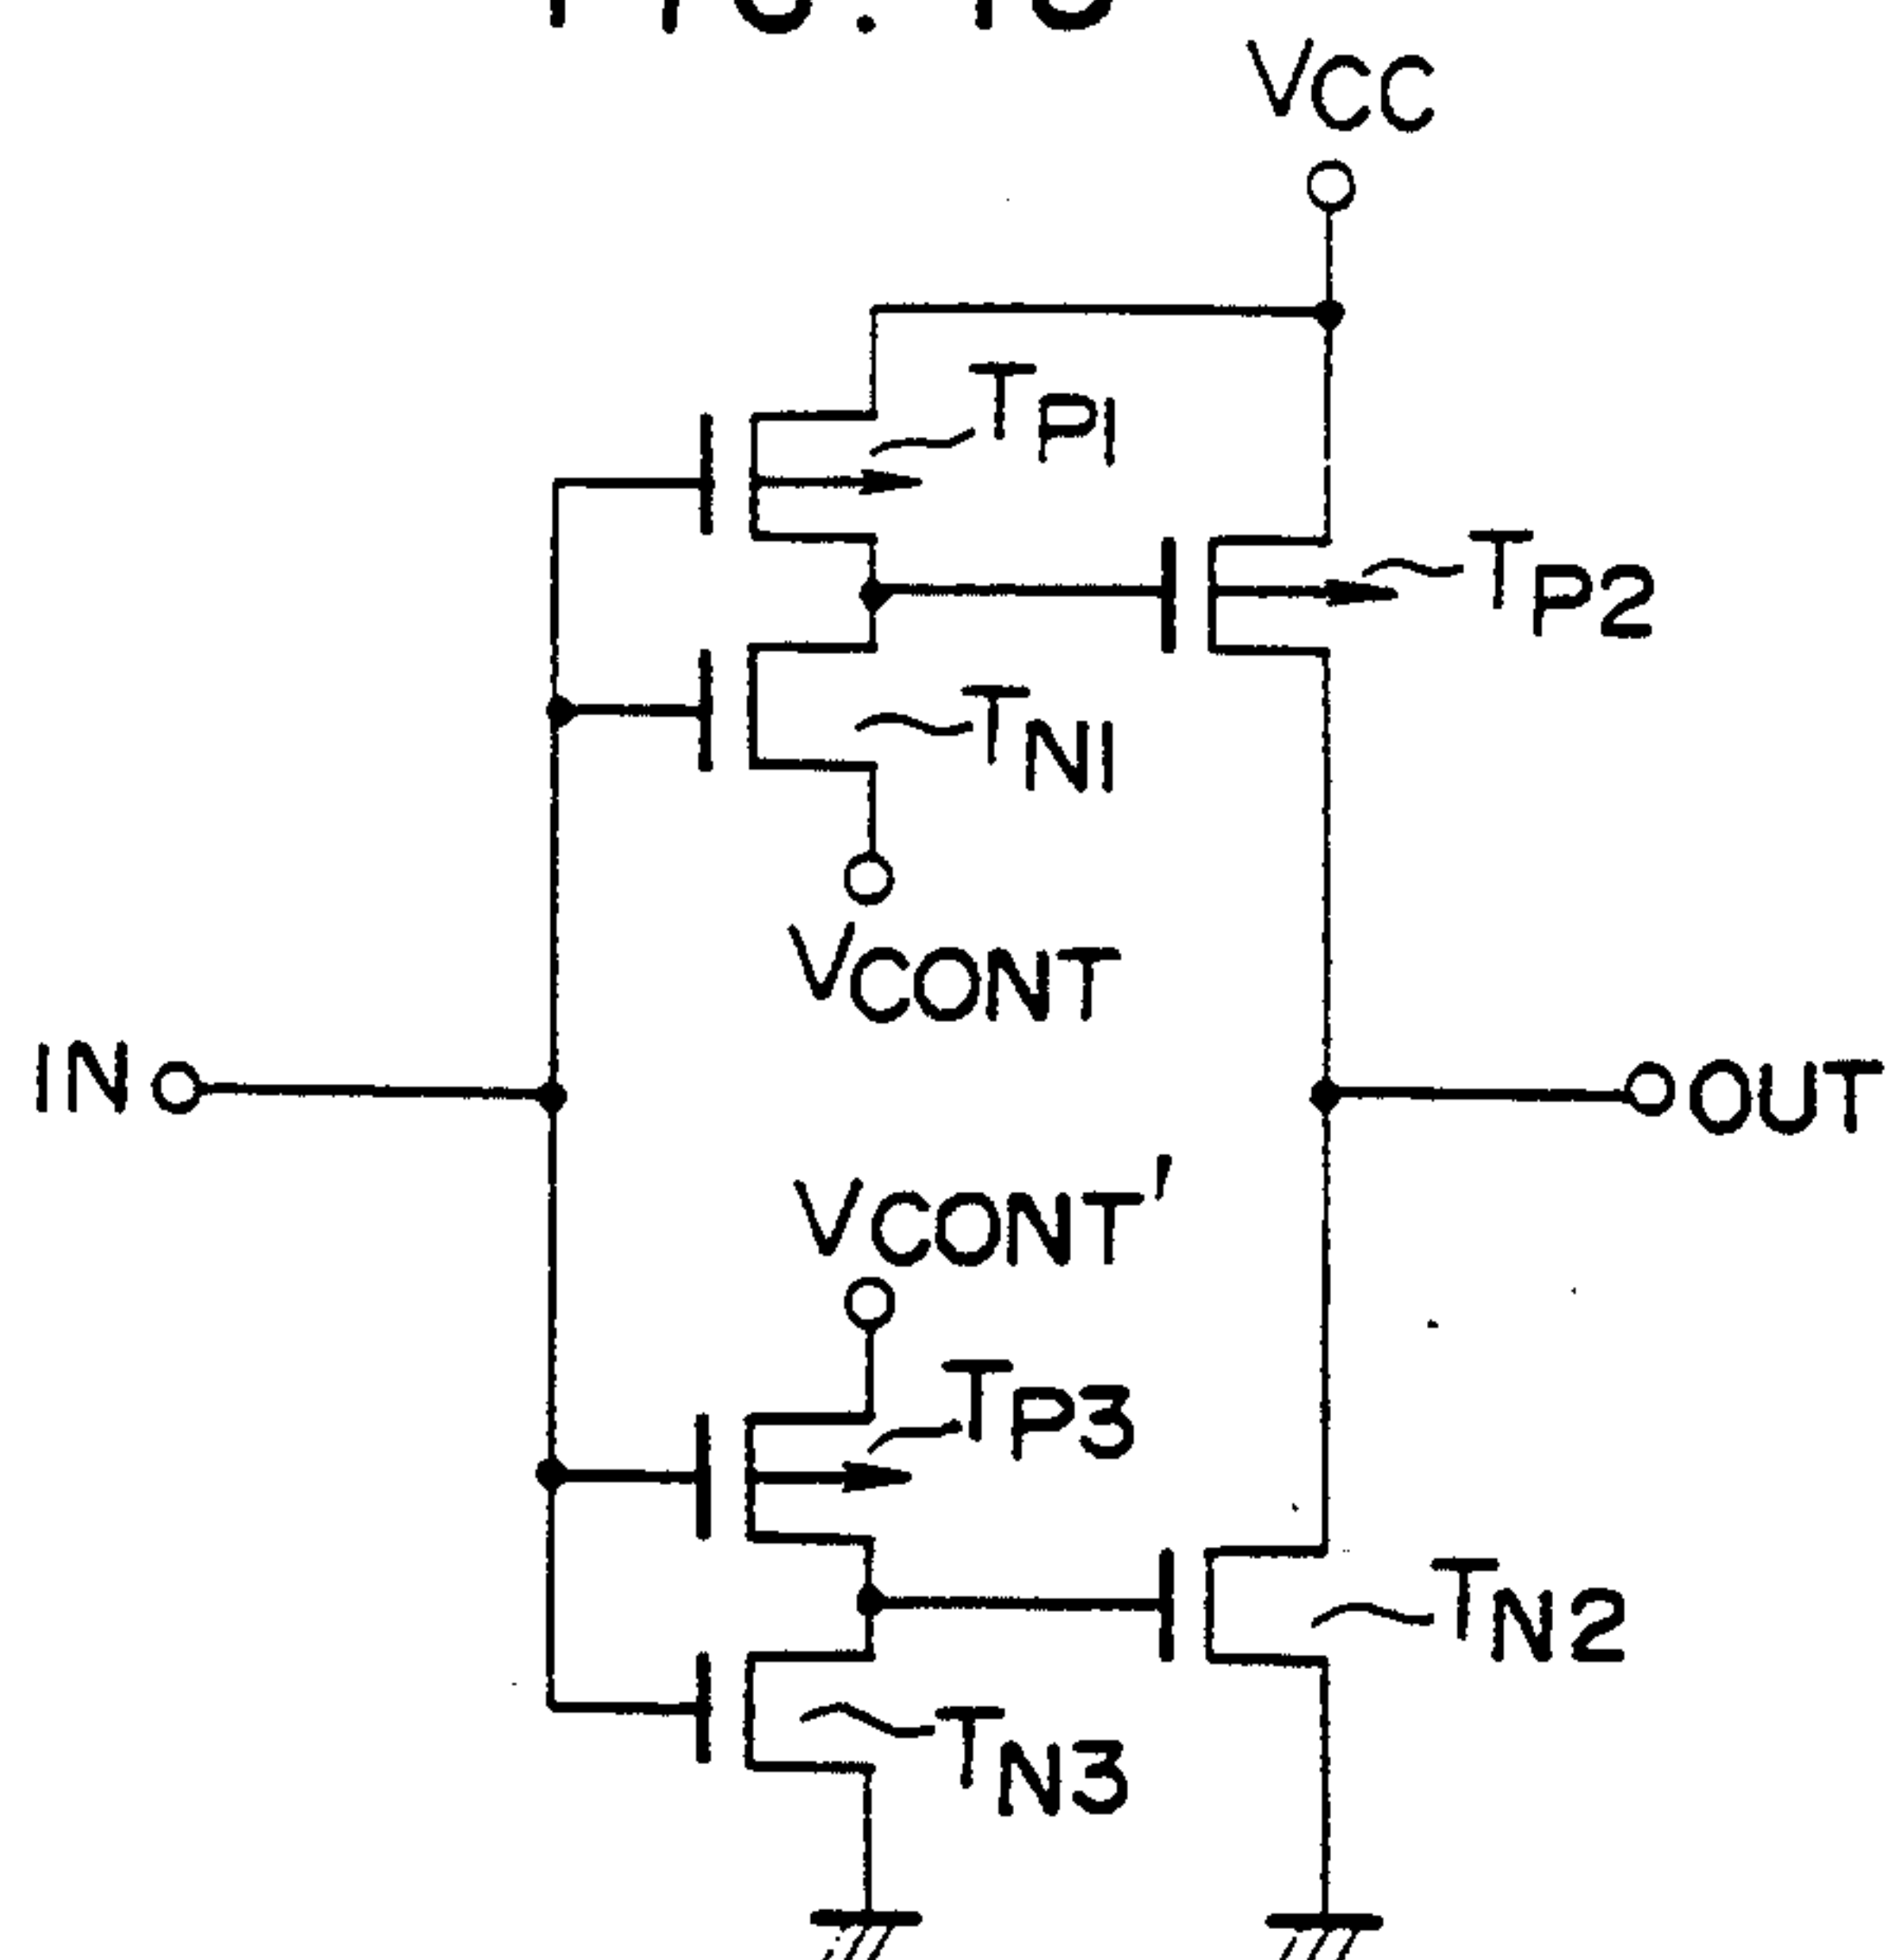 VCC
TP1
TP2
TN1
VCONT
IN
OUT
VCONT'
TP3
TN2
TN3